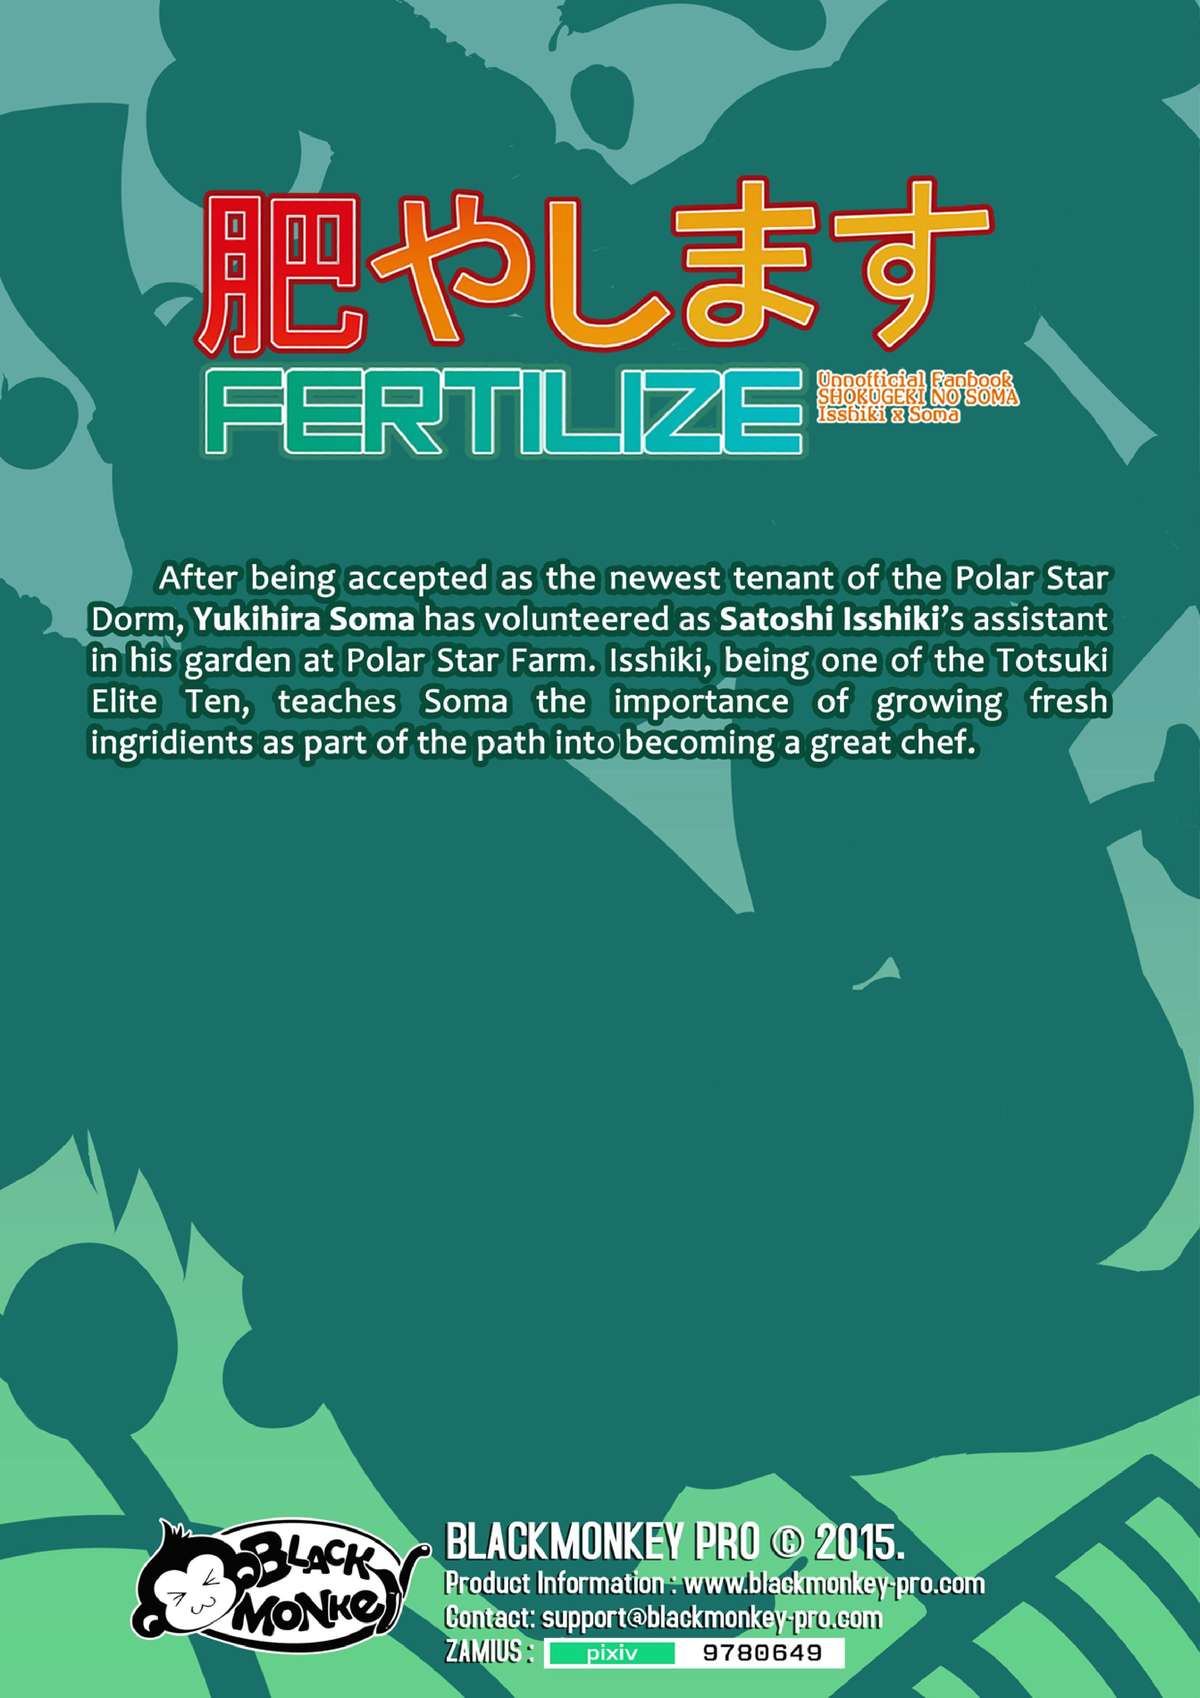 肥やします
FERTILIZE
Unnofficial Fanbook
SHOKUGEKI NO SOMA
Isshiki x Soma
After being accepted as the newest tenant of the Polar Star
Dorm, Yukihira Soma has volunteered as Satoshi Isshiki's assistant
in his garden at Polar Star Farm. Isshiki, being one of the Totsuki
Elite Ten, teaches Soma the importance of growing fresh
ingridients as part of the path into becoming a great chef.
BLACK
MONKEY
BLACKMONKEY PRO © 2015.
Product Information : www.blackmonkey-pro.com
Contact: support@blackmonkey-pro.com
ZAMIUS : pixiv 9780649